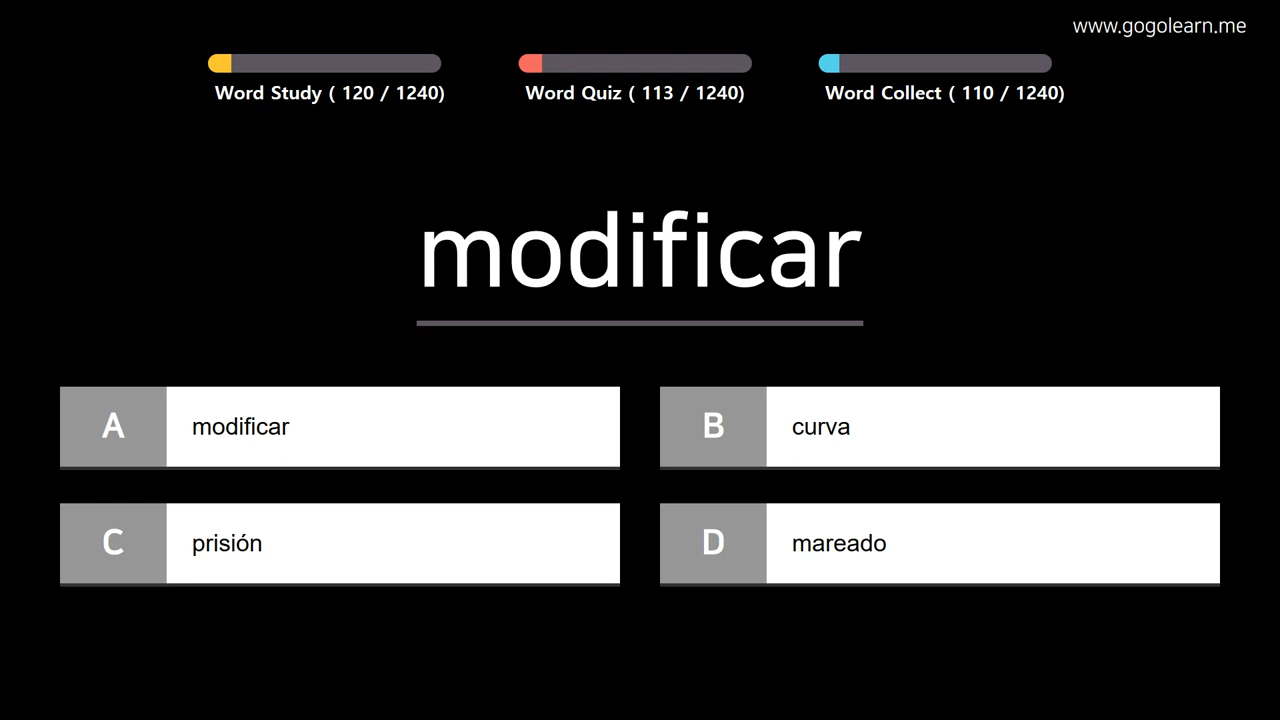 www.gogolearn.me
Word Study ( 120 / 1240)
Word Quiz ( 113 / 1240)
Word Collect ( 110 / 1240)
modificar
A modificar
B curva
C prisión
D mareado